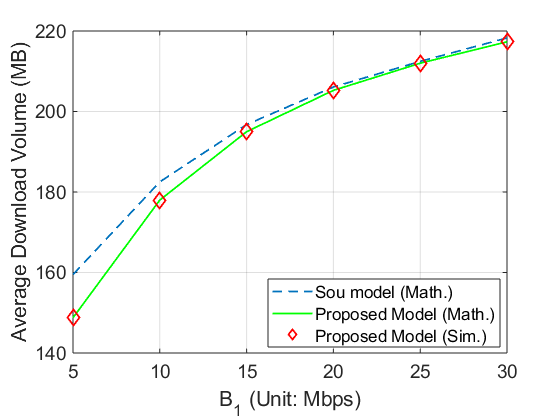 220
200
180
160
140
5 10 15 20 25 30
Average Download Volume (MB)
B1 (Unit: Mbps)
Sou model (Math.)
Proposed Model (Math.)
Proposed Model (Sim.)